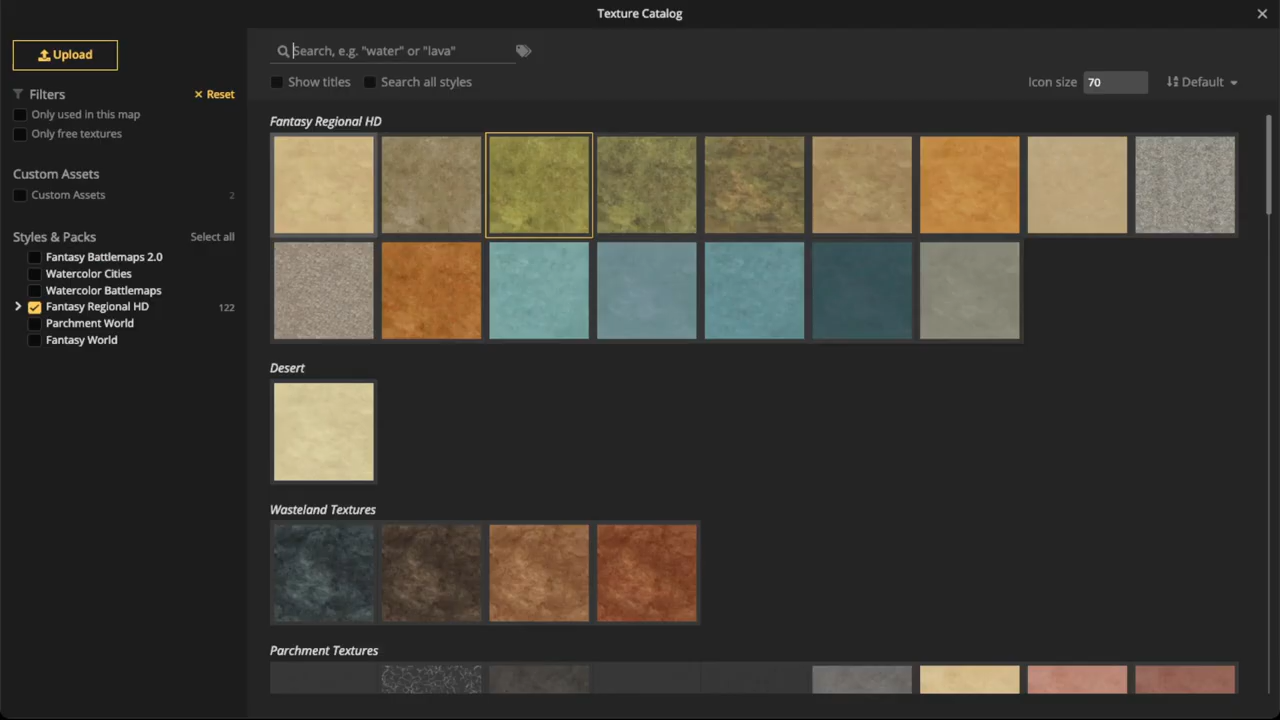 Texture Catalog
Upload
Search, e.g. "water" or "lava"
Filters
Reset
Show titles
Search all styles
Icon size
70
Default
Only used in this map
Only free textures
Fantasy Regional HD
Custom Assets
Custom Assets
2
Styles & Packs
Select all
Fantasy Battlemaps 2.0
Watercolor Cities
Watercolor Battlemaps
Fantasy Regional HD
122
Parchment World
Fantasy World
Desert
Wasteland Textures
Parchment Textures